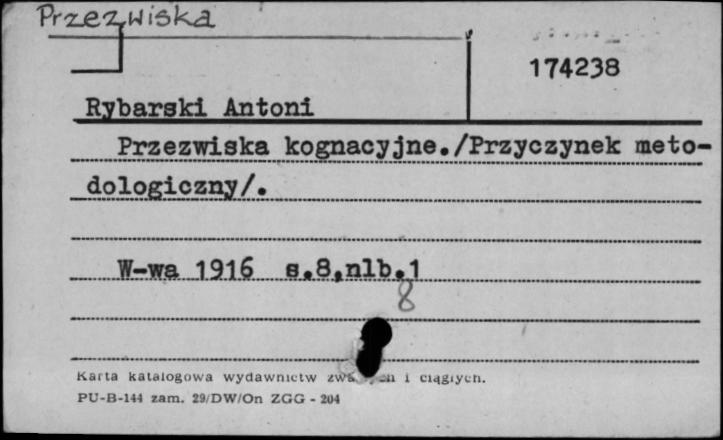 Przezwiska
174238
Rybarski Antoni
Przezwiska kognacyjne./Przyczynek meto-
dologiczny/.
W-wa 1916 s.8,nlb.1
8
Karta katalogowa wydawnictw i ciągłych.
PU-B-144 zam. 29/DW/On ZGG - 204